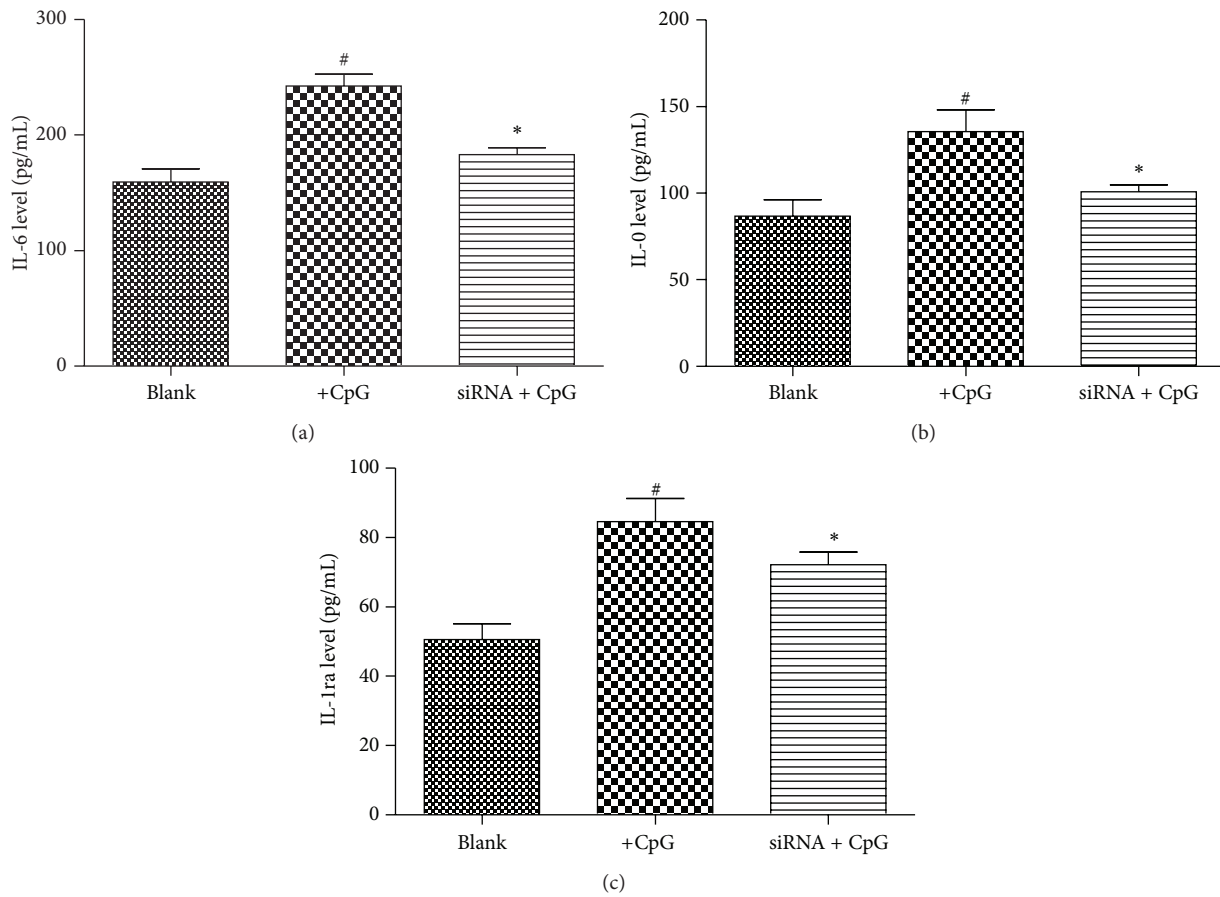 300
200
100
0
IL-6 level (pg/mL)
#
*
Blank
+CpG
siRNA + CpG
(a)
200
150
100
50
0
IL-0 level (pg/mL)
#
*
Blank
+CpG
siRNA + CpG
(b)
100
80
60
40
20
0
IL-1ra level (pg/mL)
#
*
Blank
+CpG
siRNA + CpG
(c)